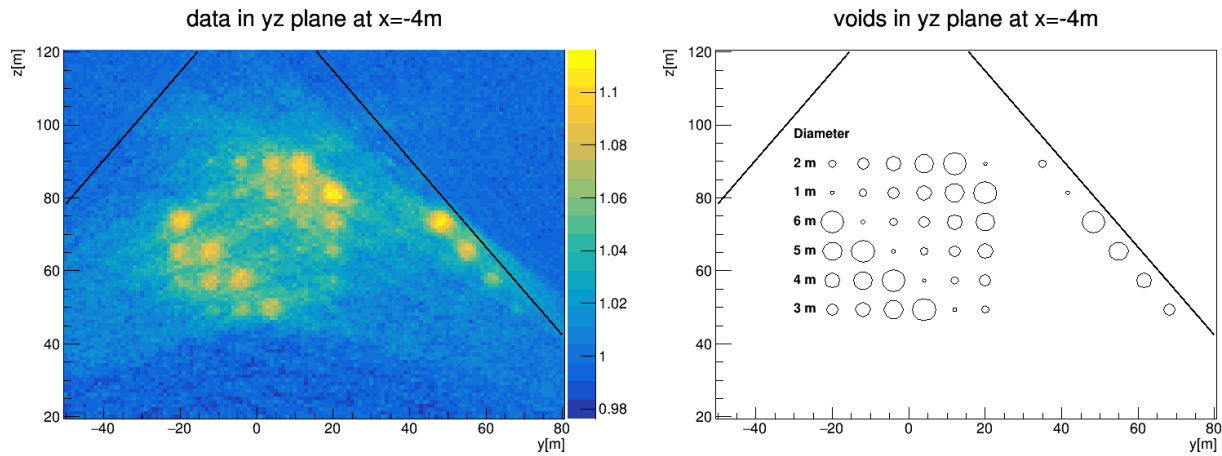 data in yz plane at x=-4m
z[m]
120
100
80
60
40
20
−40
−20
0
20
40
60
80
y[m]
1.1
1.08
1.06
1.04
1.02
1
0.98
voids in yz plane at x=-4m
z[m]
120
100
80
60
40
20
Diameter
2 m
1 m
6 m
5 m
4 m
3 m
−40
−20
0
20
40
60
80
y[m]